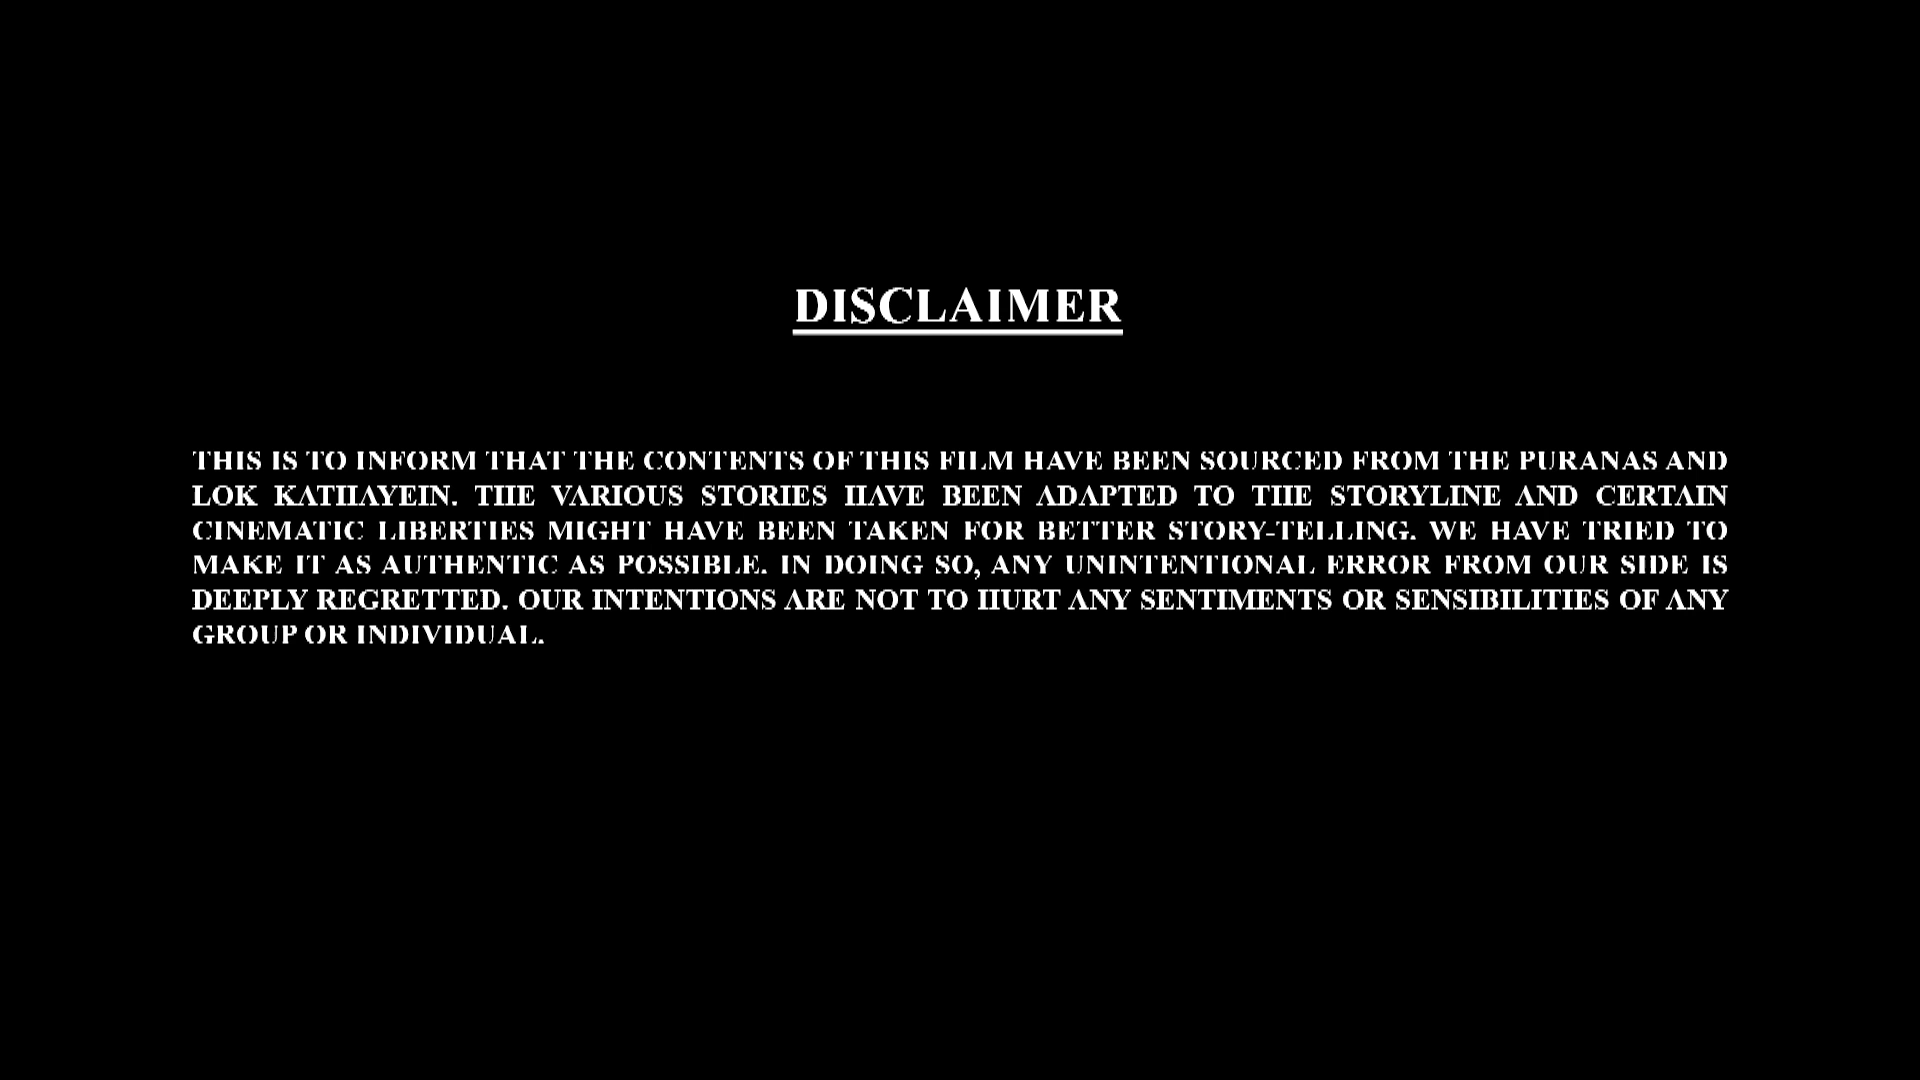 DISCLAIMER
THIS IS TO INFORM THAT THE CONTENTS OF THIS FILM HAVE BEEN SOURCED FROM THE PURANAS AND
LOK KATHAYEIN. THE VARIOUS STORIES HAVE BEEN ADAPTED TO THE STORYLINE AND CERTAIN
CINEMATIC LIBERTIES MIGHT HAVE BEEN TAKEN FOR BETTER STORY-TELLING. WE HAVE TRIED TO
MAKE IT AS AUTHENTIC AS POSSIBLE. IN DOING SO, ANY UNINTENTIONAL ERROR FROM OUR SIDE IS
DEEPLY REGRETTED. OUR INTENTIONS ARE NOT TO HURT ANY SENTIMENTS OR SENSIBILITIES OF ANY
GROUP OR INDIVIDUAL.